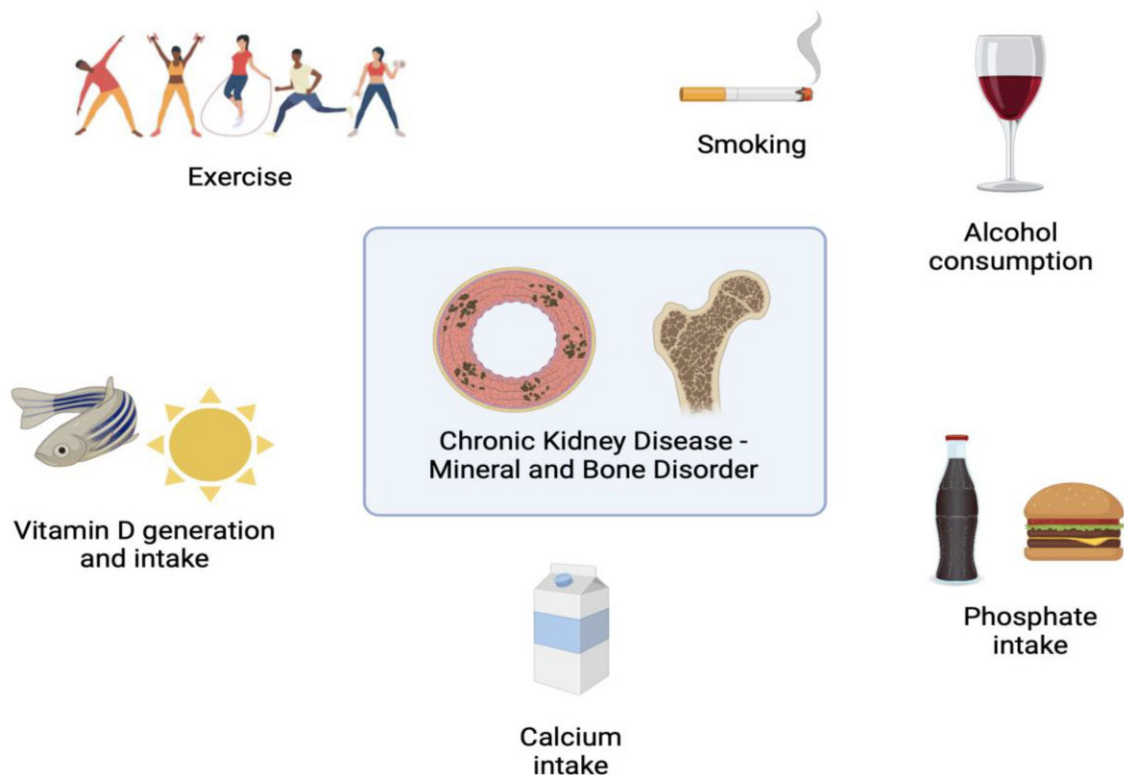 Exercise
Smoking
Alcohol
consumption
Chronic Kidney Disease -
Mineral and Bone Disorder
Vitamin D generation
and intake
Phosphate
intake
Calcium
intake